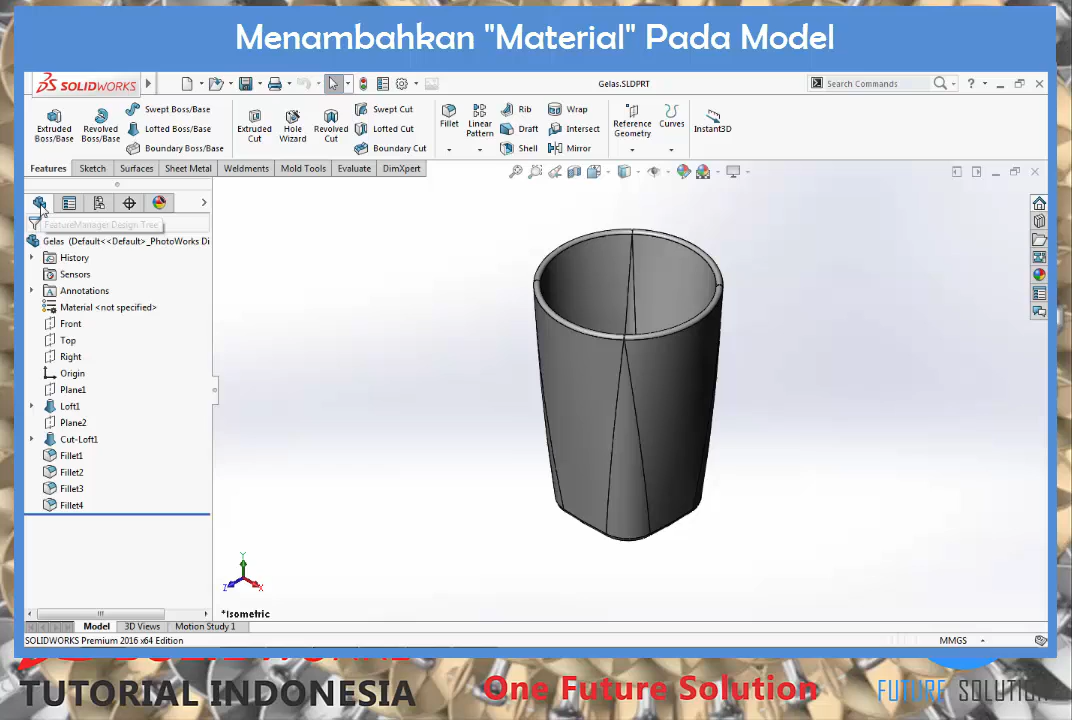 Menambahkan "Material" Pada Model
SOLIDWORKS
Gelas.SLDPRT
Search Commands
Extruded Boss/Base
Revolved Boss/Base
Swept Boss/Base
Lofted Boss/Base
Boundary Boss/Base
Extruded Cut
Hole Wizard
Revolved Cut
Swept Cut
Lofted Cut
Boundary Cut
Fillet
Linear Pattern
Rib
Draft
Shell
Wrap
Intersect
Mirror
Reference Geometry
Curves
Instant3D
Features
Sketch
Surfaces
Sheet Metal
Weldments
Mold Tools
Evaluate
DimXpert
FeatureManager Design Tree
Gelas (Default<<Default>_PhotoWorks Di
History
Sensors
Annotations
Material <not specified>
Front
Top
Right
Origin
Plane1
Loft1
Plane2
Cut-Loft1
Fillet1
Fillet2
Fillet3
Fillet4
Y
Z
X
*Isometric
Model
3D Views
Motion Study 1
SOLIDWORKS Premium 2016 x64 Edition
MMGS
TUTORIAL INDONESIA
One Future Solution
FUTURE SOLUTION